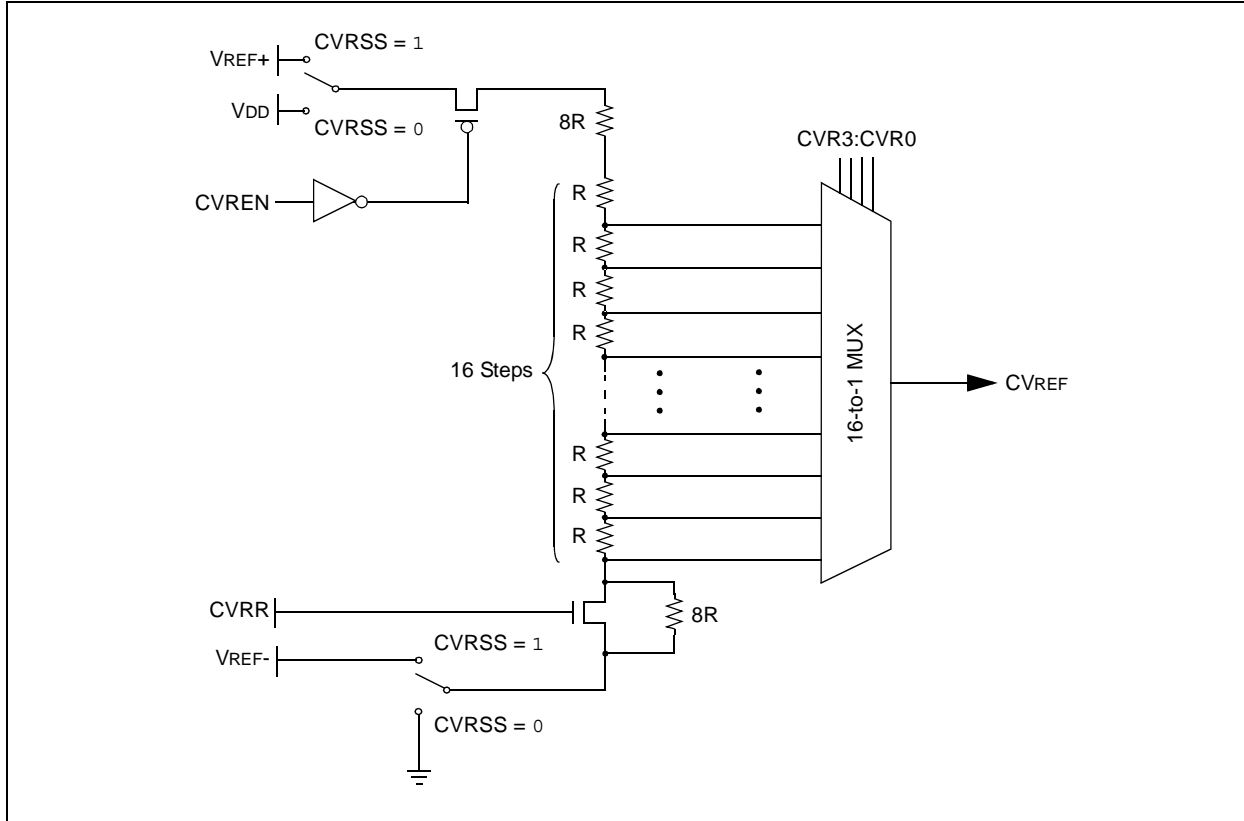 CVRSS = 1
VREF+
VDD
CVRSS = 0
8R
CVR3:CVR0
CVREN
R
R
R
R
16 Steps
16-to-1 MUX
CVREF
R
R
R
CVRR
8R
CVRSS = 1
VREF-
CVRSS = 0